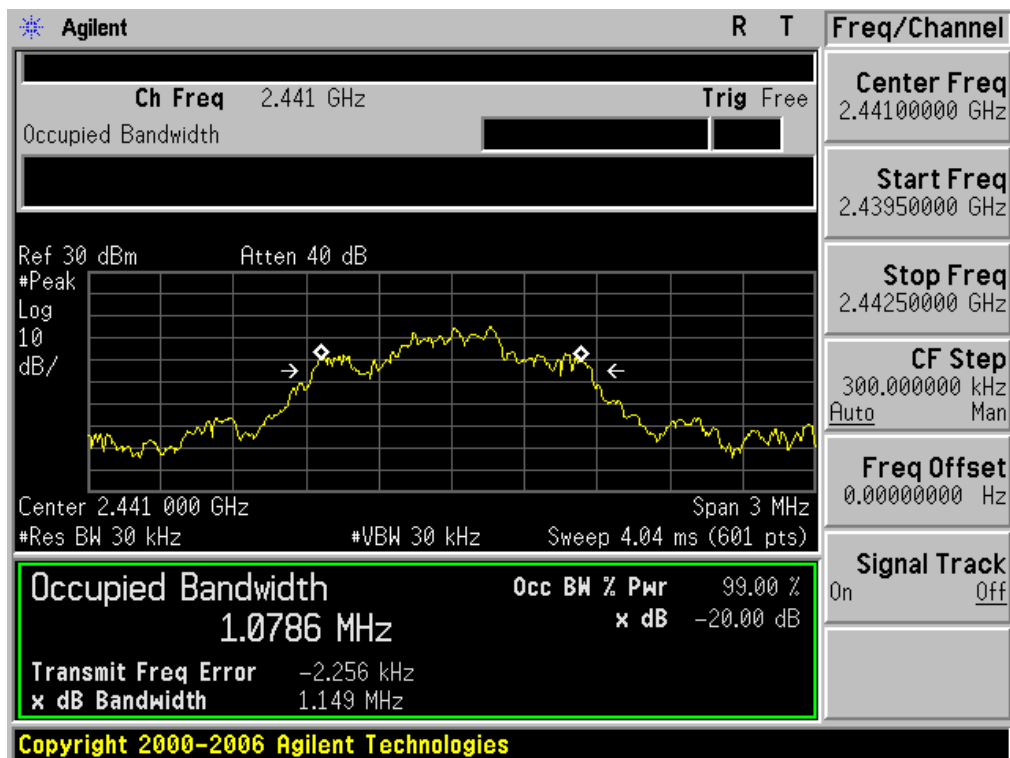 Agilent R T
Ch Freq 2.441 GHz Trig Free
Occupied Bandwidth
Ref 30 dBm Atten 40 dB
#Peak
Log
10
dB/
Center 2.441 000 GHz Span 3 MHz
#Res BW 30 kHz #VBW 30 kHz Sweep 4.04 ms (601 pts)
Occupied Bandwidth Occ BW % Pwr 99.00 %
1.0786 MHz x dB -20.00 dB
Transmit Freq Error -2.256 kHz
x dB Bandwidth 1.149 MHz
Copyright 2000-2006 Agilent Technologies
Freq/Channel
Center Freq
2.44100000 GHz
Start Freq
2.43950000 GHz
Stop Freq
2.44250000 GHz
CF Step
300.000000 kHz
Auto Man
Freq Offset
0.00000000 Hz
Signal Track
On Off